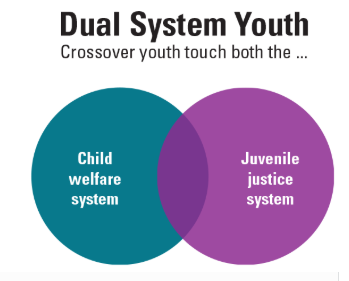 Dual System Youth
Crossover youth touch both the ...
Child
welfare
system
Juvenile
justice
system